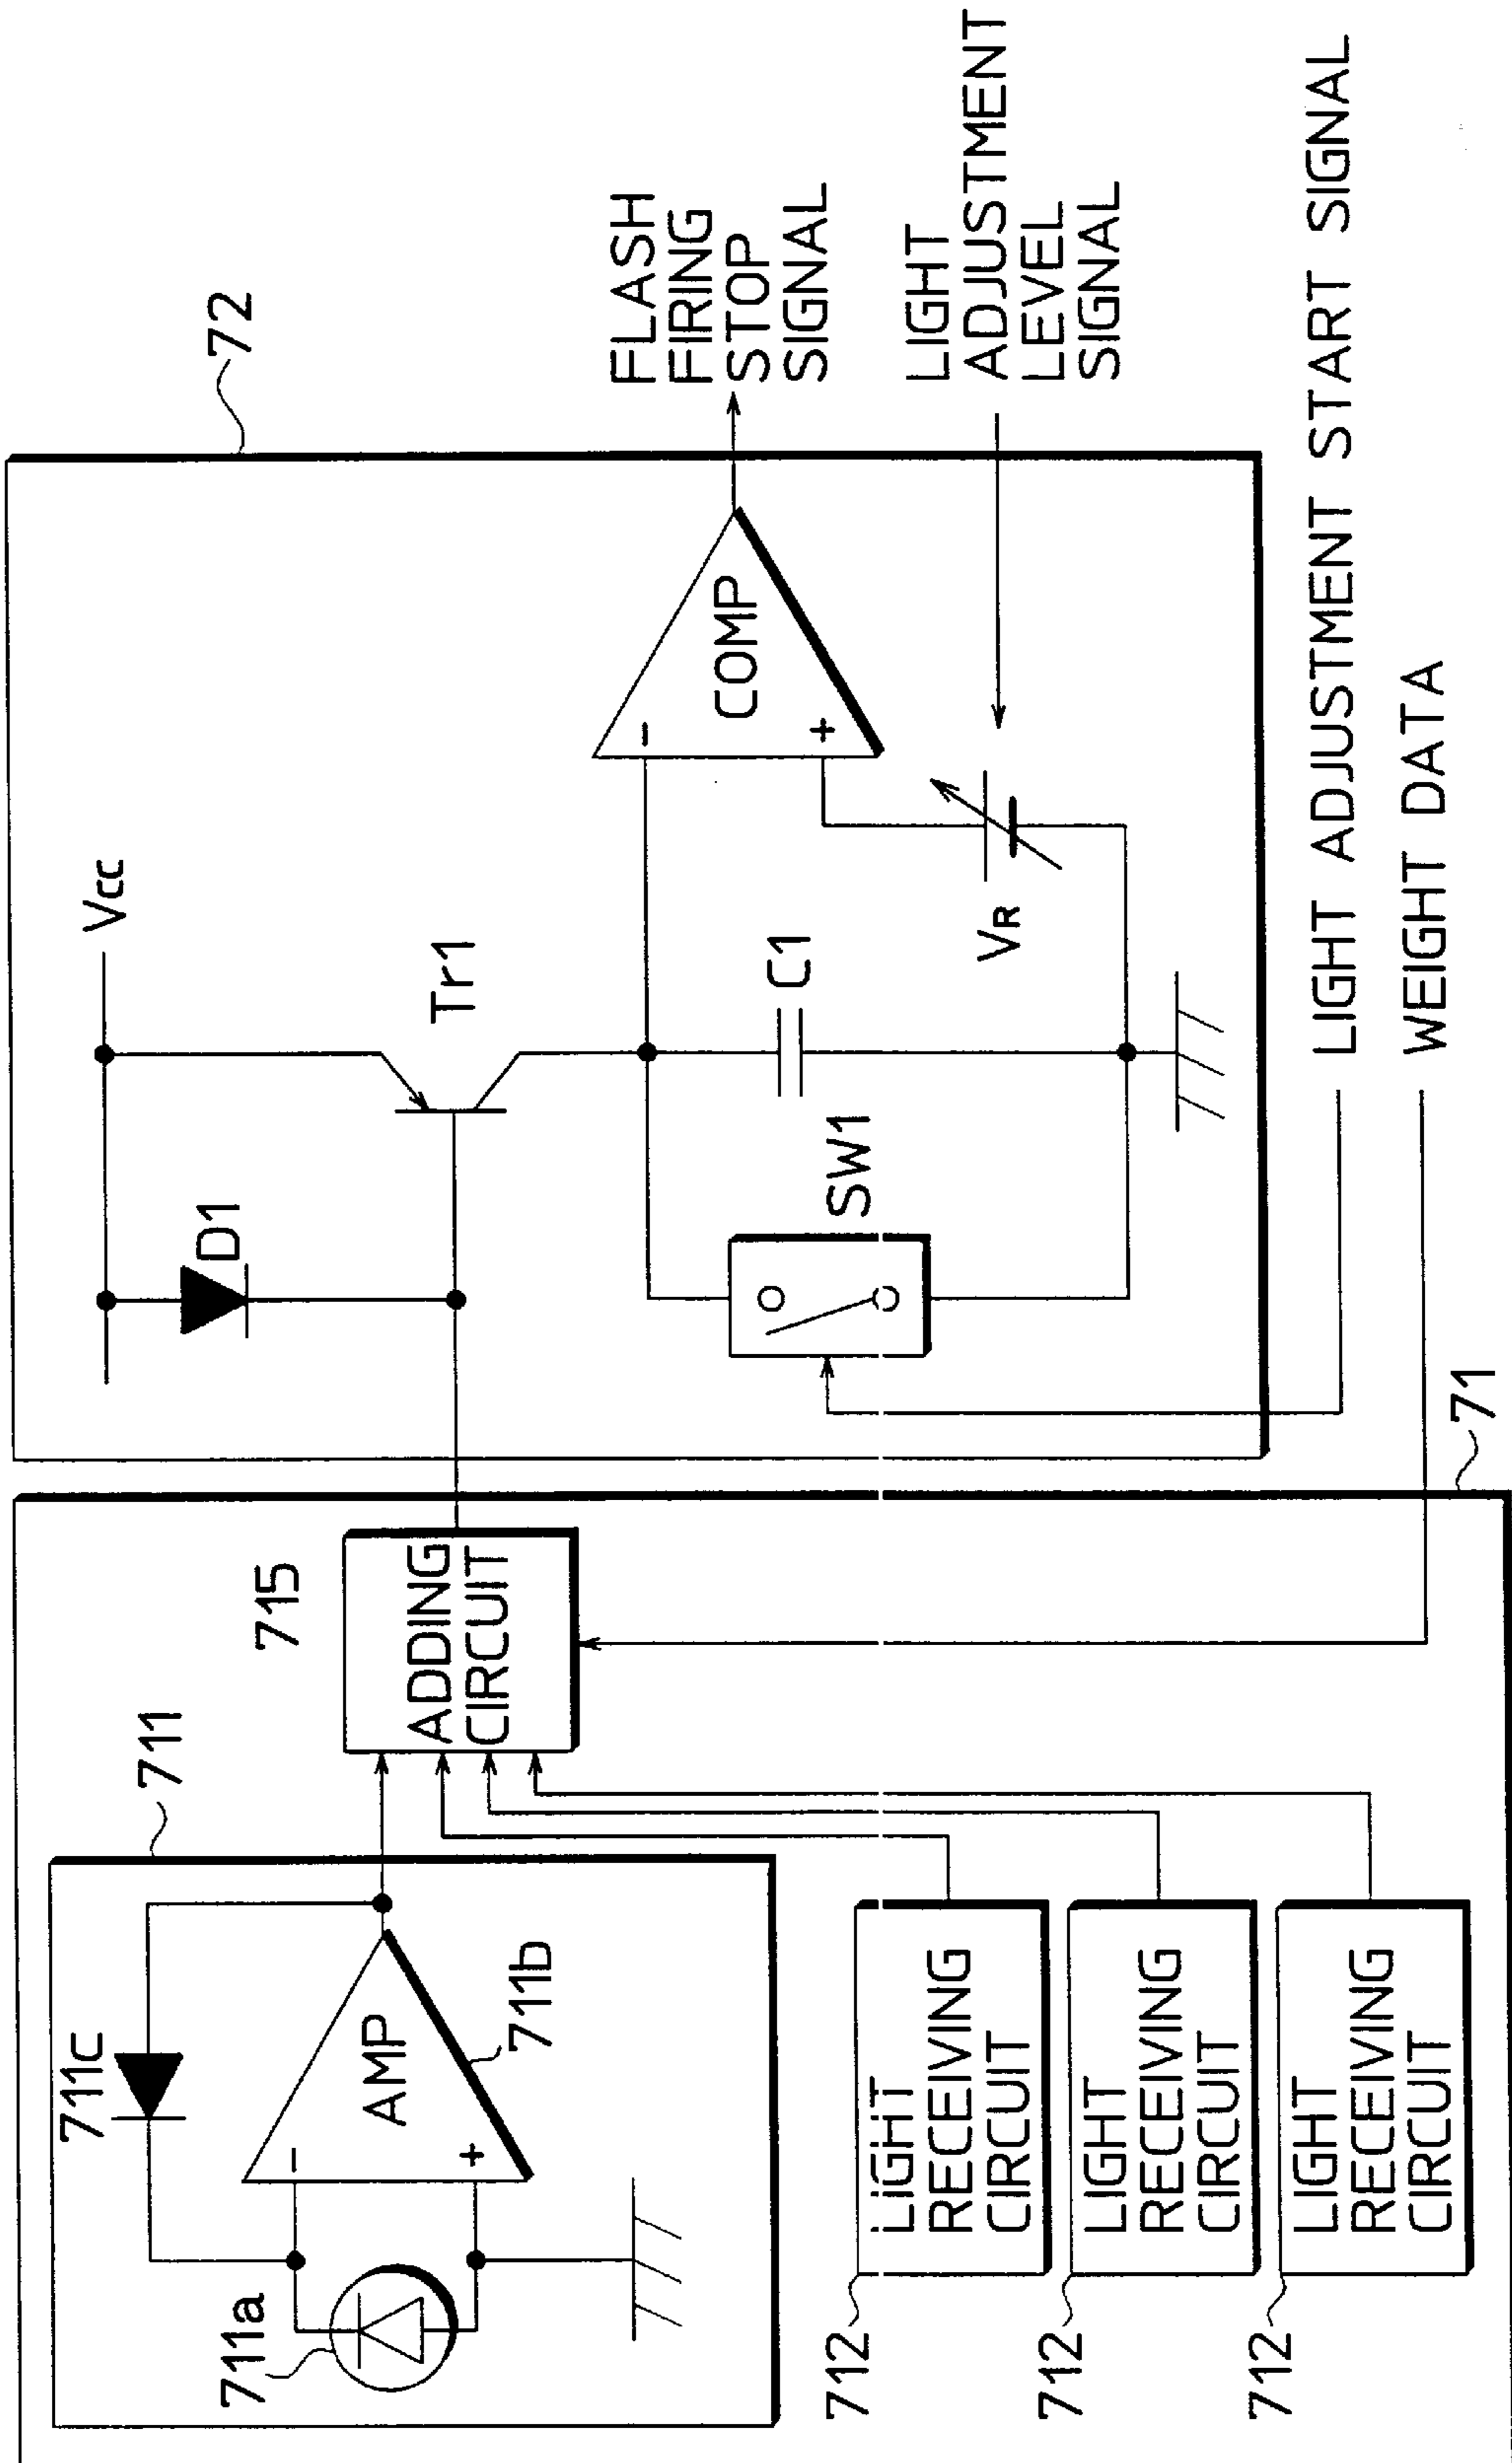 72
Vcc
D1
Tr1
SW1
C1
VR
COMP
-
+
FLASH
FIRING
STOP
SIGNAL
LIGHT
ADJUSTMENT
LEVEL
SIGNAL
LIGHT ADJUSTMENT START SIGNAL
WEIGHT DATA
71
711
711a
711c
AMP
-
+
711b
715
ADDING
CIRCUIT
712
LIGHT
RECEIVING
CIRCUIT
712
LIGHT
RECEIVING
CIRCUIT
712
LIGHT
RECEIVING
CIRCUIT